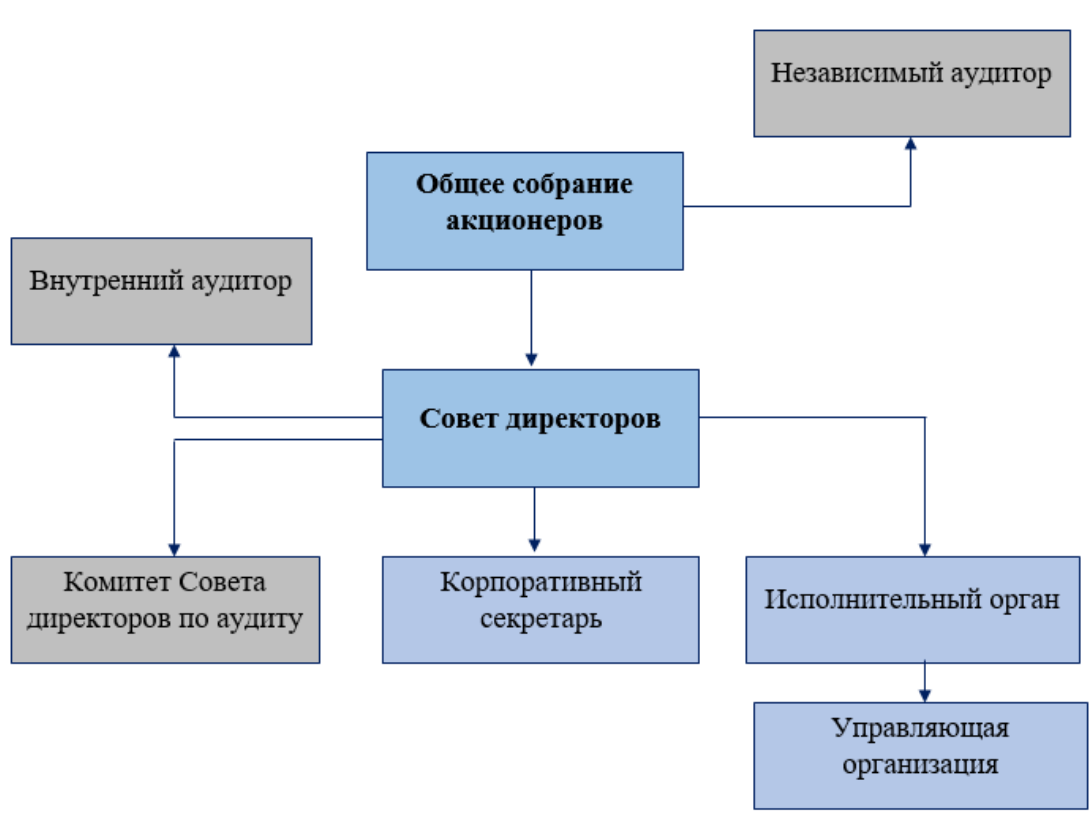 Независимый аудитор
Общее собрание
акционеров
Внутренний аудитор
Совет директоров
Комитет Совета
директоров по аудиту
Корпоративный
секретарь
Исполнительный орган
Управляющая
организация